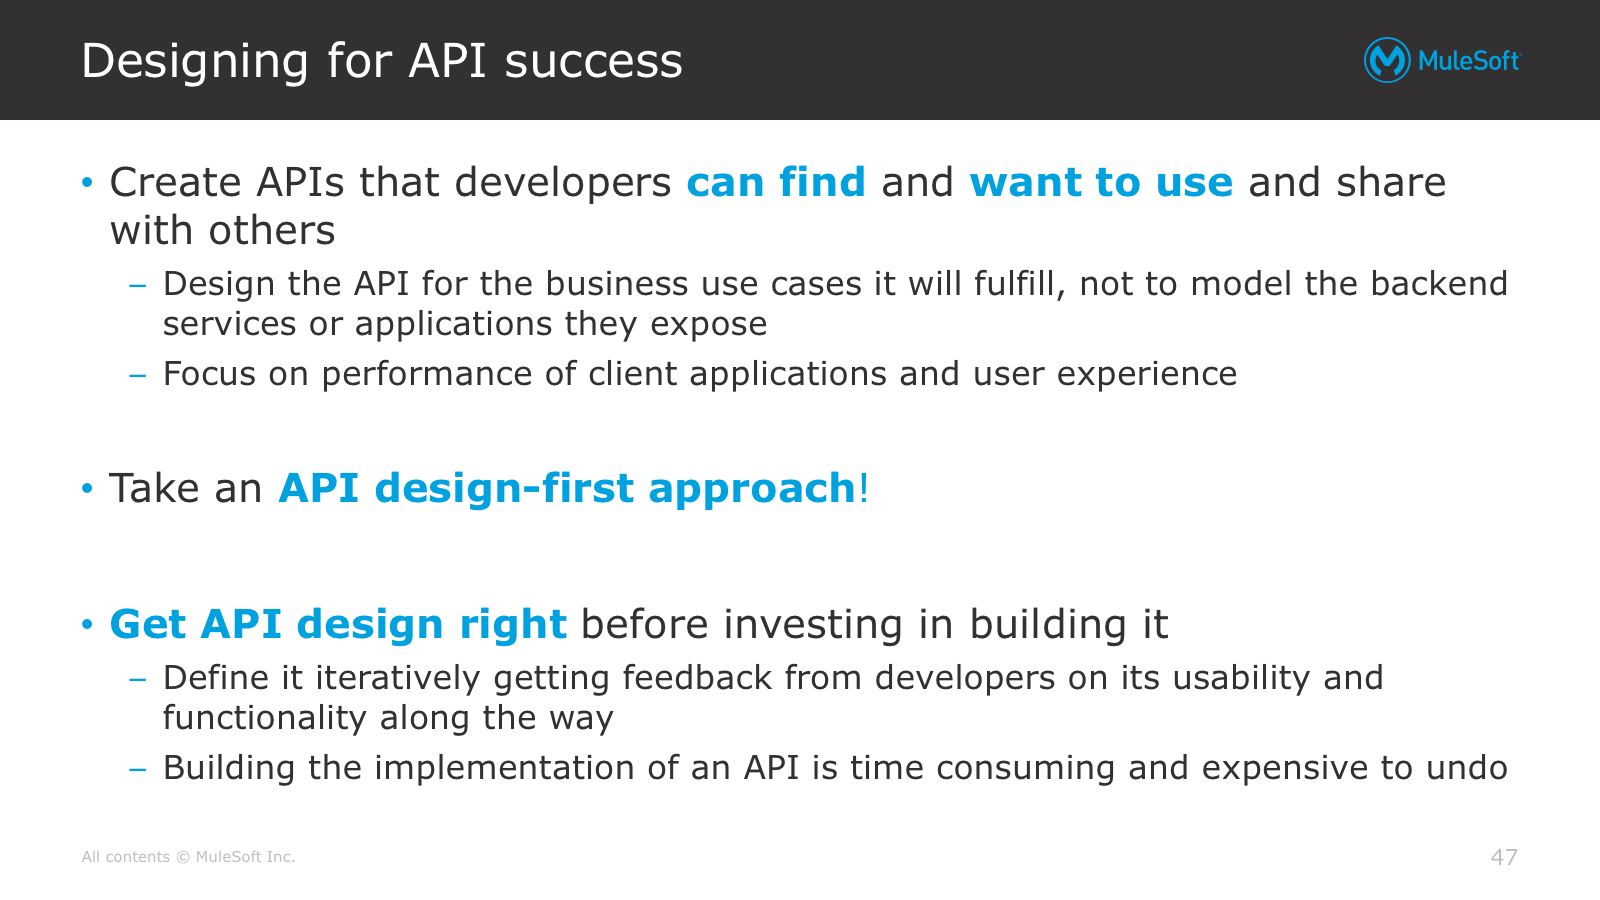 Designing for API success
MuleSoft
• Create APIs that developers can find and want to use and share
with others
– Design the API for the business use cases it will fulfill, not to model the backend
services or applications they expose
– Focus on performance of client applications and user experience
• Take an API design-first approach!
• Get API design right before investing in building it
– Define it iteratively getting feedback from developers on its usability and
functionality along the way
– Building the implementation of an API is time consuming and expensive to undo
All contents © MuleSoft Inc.
47